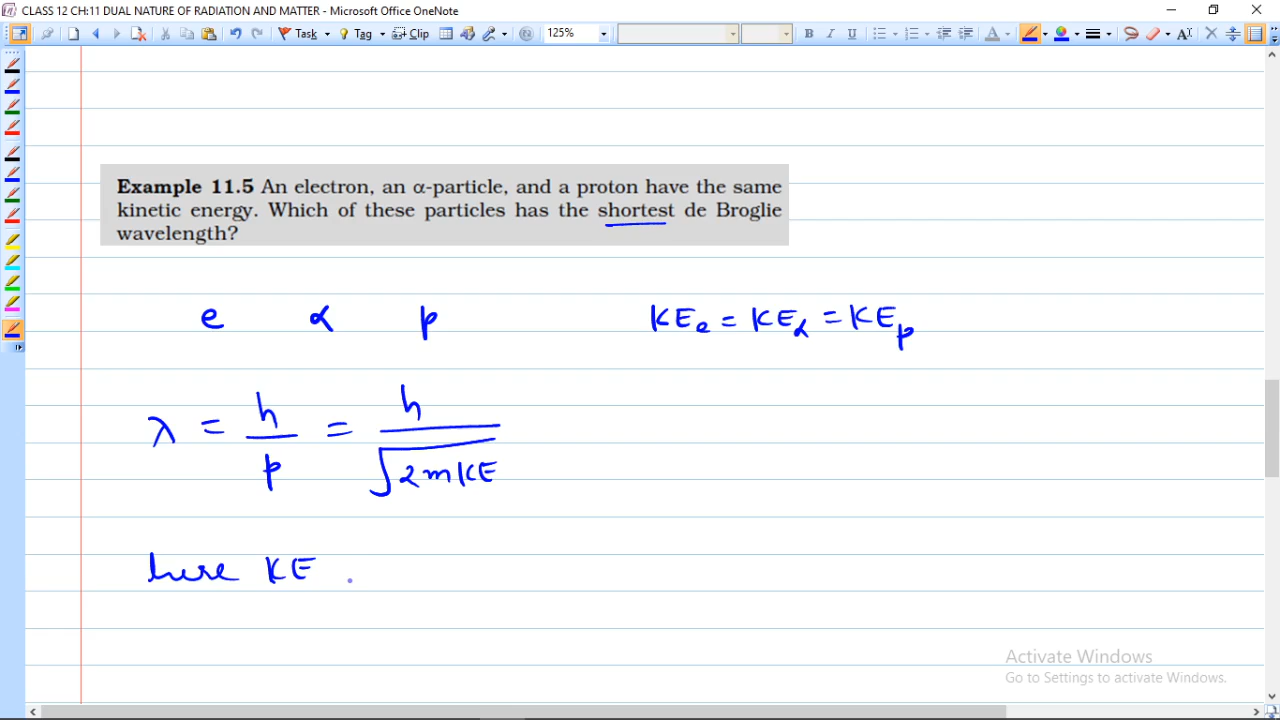 CLASS 12 CH:11 DUAL NATURE OF RADIATION AND MATTER - Microsoft Office OneNote
Task Tag Clip 125% B I U A
Example 11.5 An electron, an α-particle, and a proton have the same
kinetic energy. Which of these particles has the shortest de Broglie
wavelength?
e α p KEe = KEα = KEp
λ = h/p = h/√2mKE
here KE
Activate Windows
Go to Settings to activate Windows.